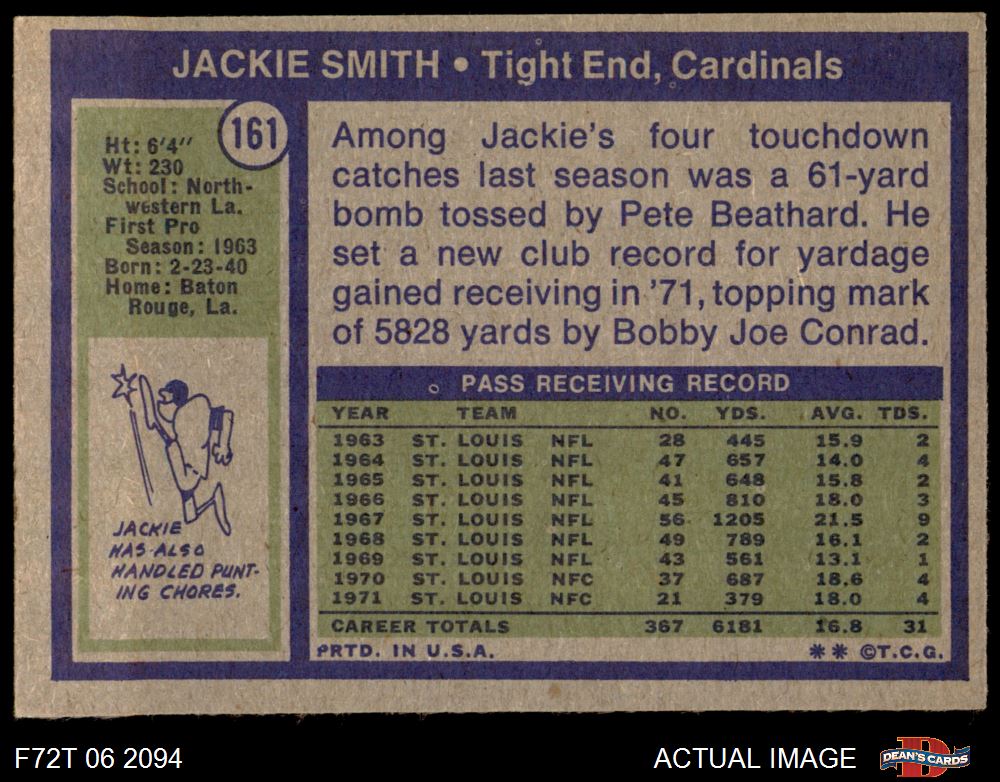 JACKIE SMITH • Tight End, Cardinals
161
Ht: 6'4"
Wt: 230
School: North-
western La.
First Pro
Season: 1963
Born: 2-23-40
Home: Baton
Rouge, La.
JACKIE
HAS ALSO
HANDLED PUNT-
ING CHORES.
Among Jackie's four touchdown
catches last season was a 61-yard
bomb tossed by Pete Beathard. He
set a new club record for yardage
gained receiving in '71, topping mark
of 5828 yards by Bobby Joe Conrad.
PASS RECEIVING RECORD
YEAR TEAM NO. YDS. AVG. TDS.
1963 ST. LOUIS NFL 28 445 15.9 2
1964 ST. LOUIS NFL 47 657 14.0 4
1965 ST. LOUIS NFL 41 648 15.8 2
1966 ST. LOUIS NFL 45 810 18.0 3
1967 ST. LOUIS NFL 56 1205 21.5 9
1968 ST. LOUIS NFL 49 789 16.1 2
1969 ST. LOUIS NFL 43 561 13.1 1
1970 ST. LOUIS NFC 37 687 18.6 4
1971 ST. LOUIS NFC 21 379 18.0 4
CAREER TOTALS 367 6181 16.8 31
PRTD. IN U.S.A. ** ©T.C.G.
F72T 06 2094 ACTUAL IMAGE DEAN'S CARDS